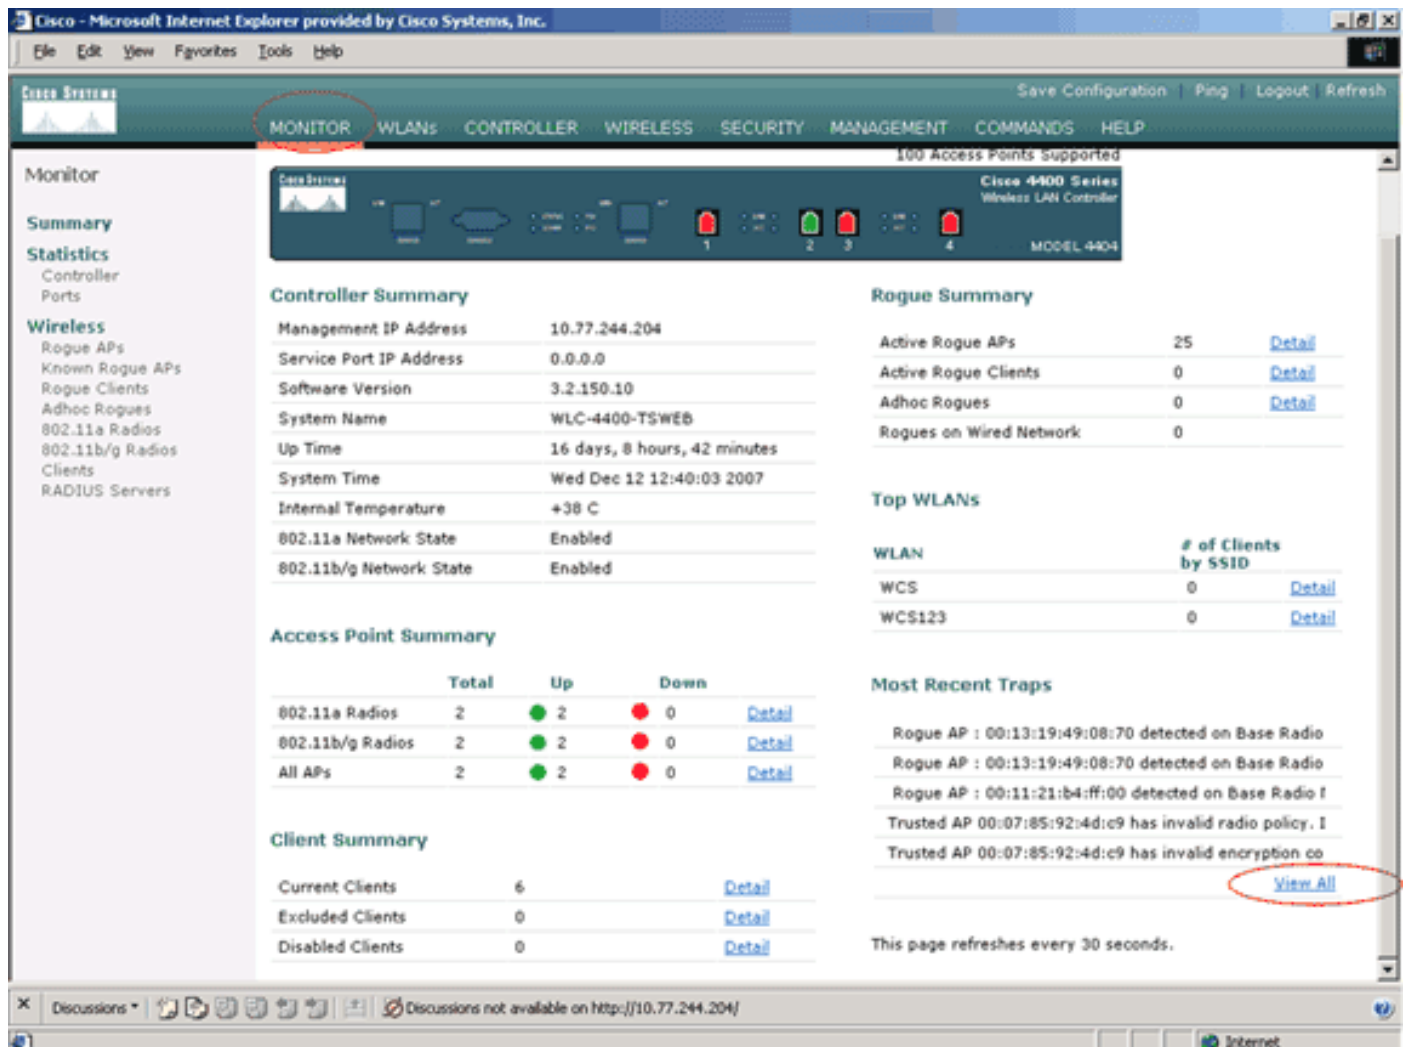 Cisco - Microsoft Internet Explorer provided by Cisco Systems, Inc.
File Edit View Favorites Tools Help
CISCO SYSTEMS
Save Configuration | Ping | Logout | Refresh
MONITOR WLANs CONTROLLER WIRELESS SECURITY MANAGEMENT COMMANDS HELP
Monitor
Summary
Statistics
Controller
Ports
Wireless
Rogue APs
Known Rogue APs
Rogue Clients
Adhoc Rogues
802.11a Radios
802.11b/g Radios
Clients
RADIUS Servers
100 Access Points Supported
CISCO SYSTEMS
Cisco 4400 Series
Wireless LAN Controller
MODEL 4404
1 2 3 4
Controller Summary
Management IP Address 10.77.244.204
Service Port IP Address 0.0.0.0
Software Version 3.2.150.10
System Name WLC-4400-TSWEB
Up Time 16 days, 8 hours, 42 minutes
System Time Wed Dec 12 12:40:03 2007
Internal Temperature +38 C
802.11a Network State Enabled
802.11b/g Network State Enabled
Access Point Summary
Total Up Down
802.11a Radios 2 2 0 Detail
802.11b/g Radios 2 2 0 Detail
All APs 2 2 0 Detail
Client Summary
Current Clients 6 Detail
Excluded Clients 0 Detail
Disabled Clients 0 Detail
Rogue Summary
Active Rogue APs 25 Detail
Active Rogue Clients 0 Detail
Adhoc Rogues 0 Detail
Rogues on Wired Network 0
Top WLANs
WLAN # of Clients by SSID
WCS 0 Detail
WCS123 0 Detail
Most Recent Traps
Rogue AP : 00:13:19:49:08:70 detected on Base Radio
Rogue AP : 00:13:19:49:08:70 detected on Base Radio
Rogue AP : 00:11:21:b4:ff:00 detected on Base Radio
Trusted AP 00:07:85:92:4d:c9 has invalid radio policy. I
Trusted AP 00:07:85:92:4d:c9 has invalid encryption co
View All
This page refreshes every 30 seconds.
Discussions Discussions not available on http://10.77.244.204/
Internet